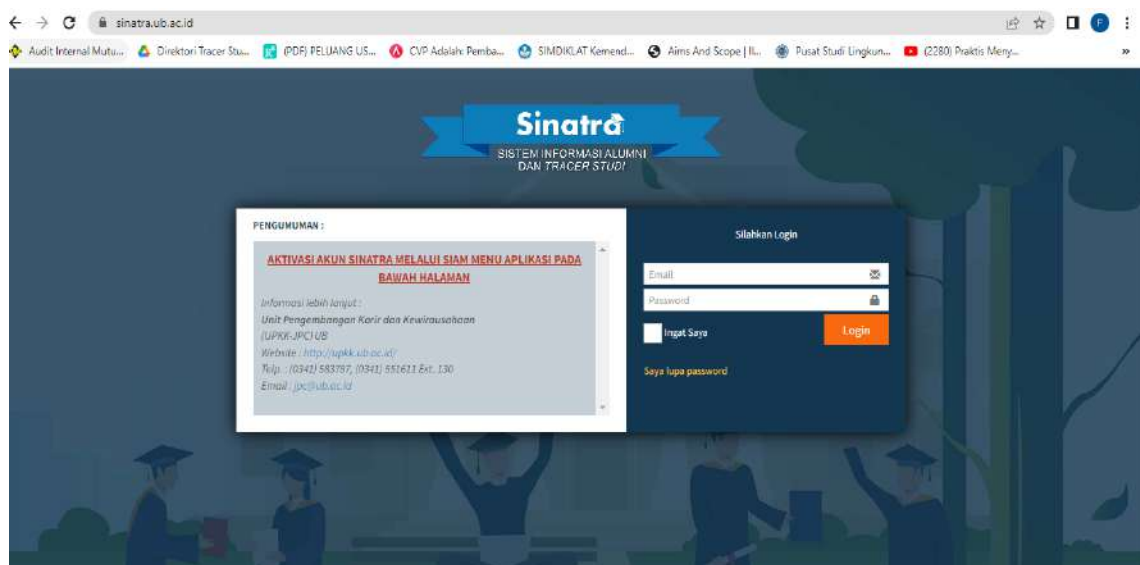 sinatra.ub.ac.id
Audit Internal Mutu... Direktori Tracer Stu... (PDF) PELUANG US... CVP Adalah: Pemba... SIMDIKLAT Kemend... Aims And Scope | IL... Pusat Studi Lingkun... (2280) Praktis Meny... »
Sinatra
SISTEM INFORMASI ALUMNI
DAN TRACER STUDI
PENGUMUMAN :
AKTIVASI AKUN SINATRA MELALUI SIAM MENU APLIKASI PADA
BAWAH HALAMAN
Informasi lebih lanjut :
Unit Pengembangan Karir dan Kewirausahaan
(UPKK-JPC) UB
Website : http://upkk.ub.ac.id/
Telp. : (0341) 583787, (0341) 551611 Ext. 130
Email : jpc@ub.ac.id
Silahkan Login
Email
Password
Ingat Saya
Login
Saya lupa password